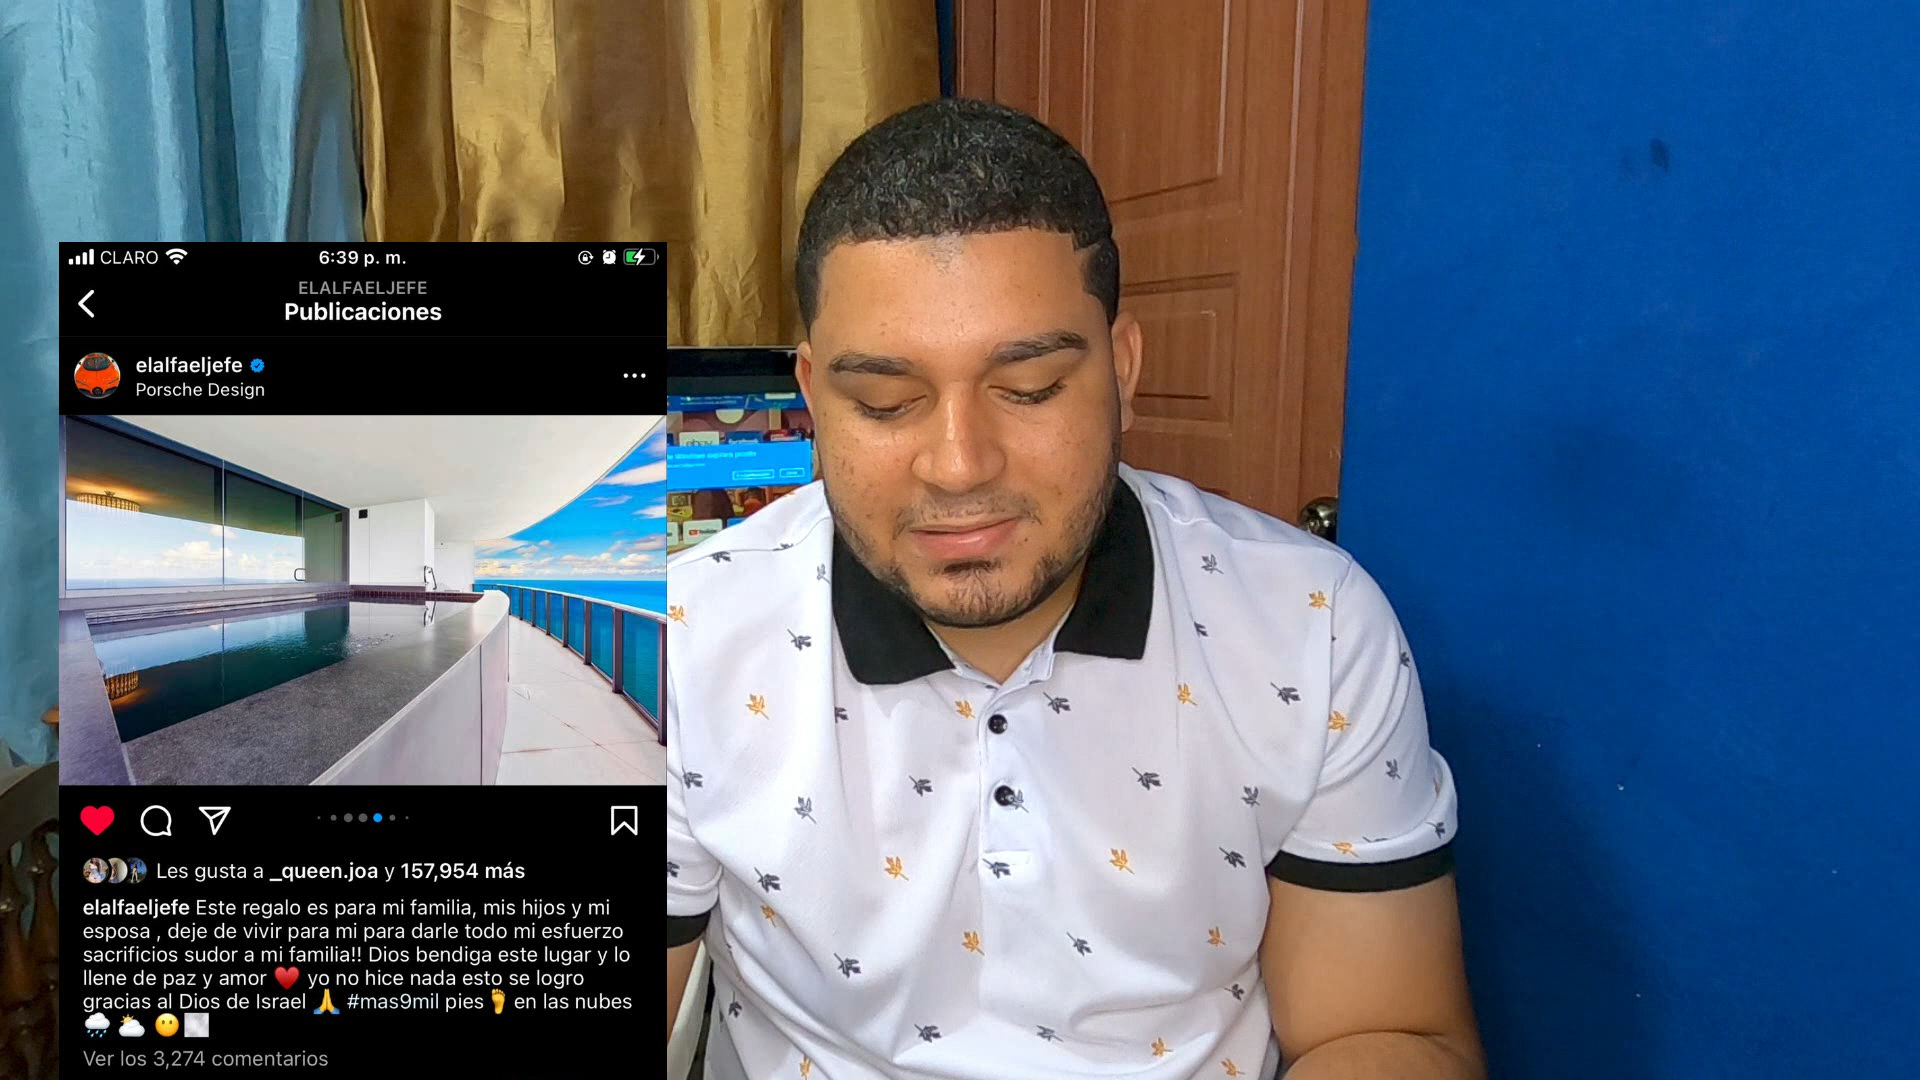 CLARO 6:39 p. m.
ELALFAELJEFE
Publicaciones
elalfaeljefe
Porsche Design
Les gusta a _queen.joa y 157,954 más
elalfaeljefe Este regalo es para mi familia, mis hijos y mi
esposa , deje de vivir para mi para darle todo mi esfuerzo
sacrificios sudor a mi familia!! Dios bendiga este lugar y lo
llene de paz y amor ❤️ yo no hice nada esto se logro
gracias al Dios de Israel 🙏 #mas9mil pies🦶 en las nubes
🌧️ 🌥️ 😶
Ver los 3,274 comentarios
ebay